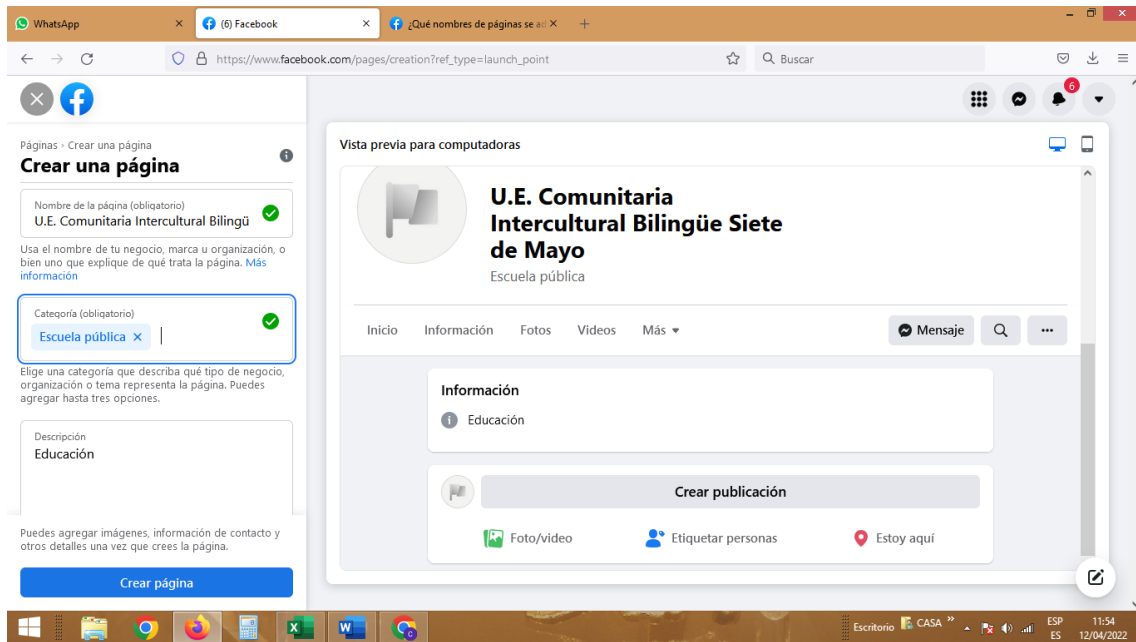 WhatsApp
(6) Facebook
¿Qué nombres de páginas se ad
https://www.facebook.com/pages/creation?ref_type=launch_point
Buscar
6
Páginas › Crear una página
Crear una página
Nombre de la página (obligatorio)
U.E. Comunitaria Intercultural Bilingü
Usa el nombre de tu negocio, marca u organización, o
bien uno que explique de qué trata la página. Más
información
Categoría (obligatorio)
Escuela pública
Elige una categoría que describa qué tipo de negocio,
organización o tema representa la página. Puedes
agregar hasta tres opciones.
Descripción
Educación
Puedes agregar imágenes, información de contacto y
otros detalles una vez que crees la página.
Crear página
Vista previa para computadoras
U.E. Comunitaria
Intercultural Bilingüe Siete
de Mayo
Escuela pública
Inicio Información Fotos Videos Más
Mensaje
Información
Educación
Crear publicación
Foto/video Etiquetar personas Estoy aquí
Escritorio CASA »
ESP
ES
11:54
12/04/2022